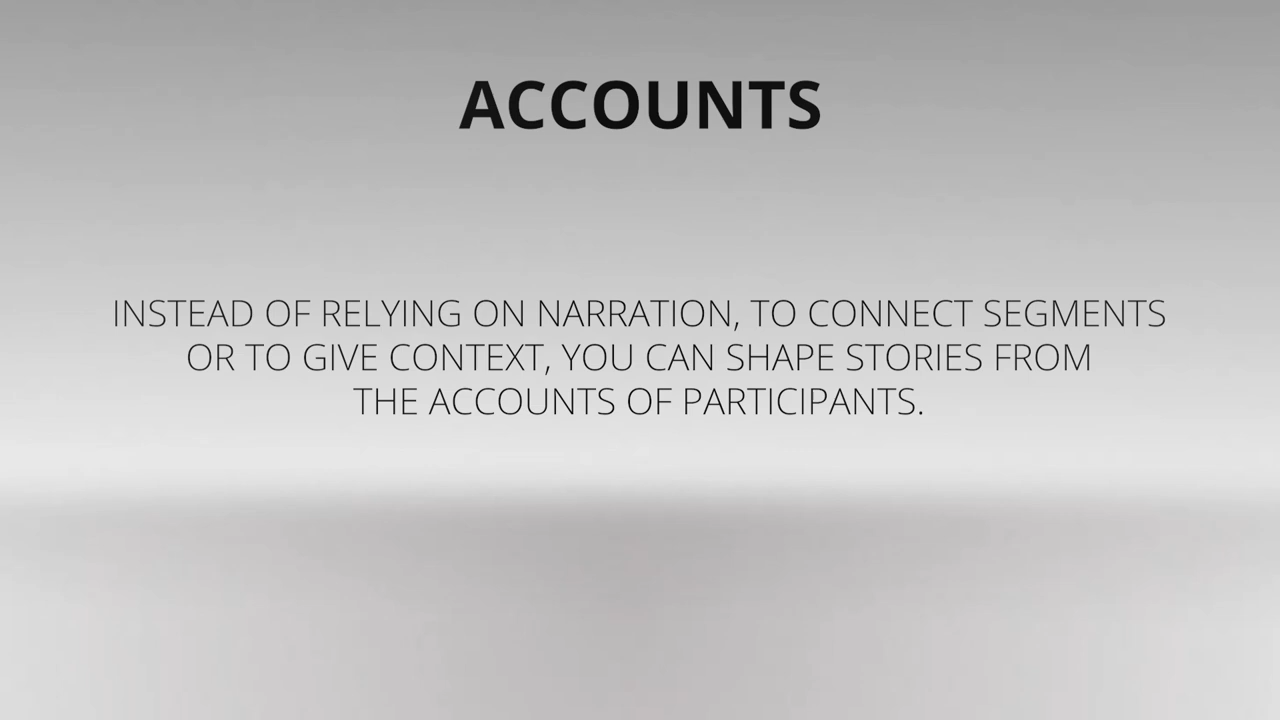 ACCOUNTS
INSTEAD OF RELYING ON NARRATION, TO CONNECT SEGMENTS
OR TO GIVE CONTEXT, YOU CAN SHAPE STORIES FROM
THE ACCOUNTS OF PARTICIPANTS.